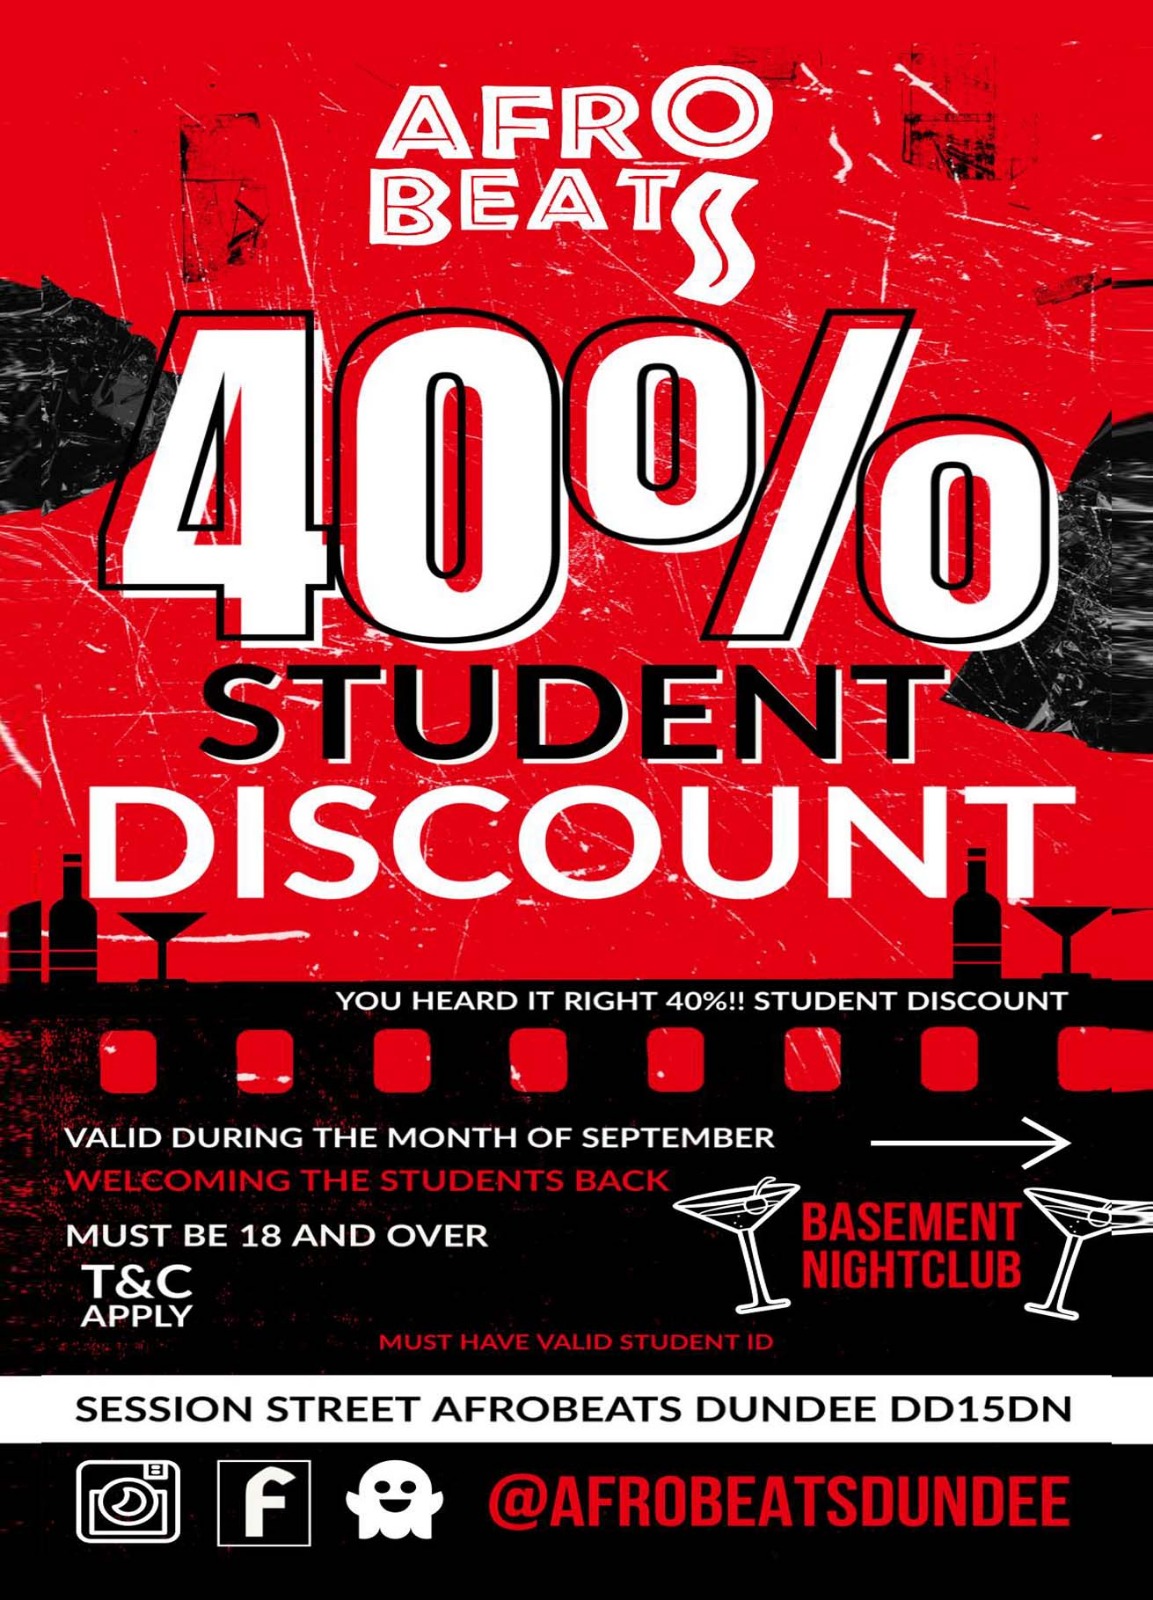 AFRO
BEATS
40%
STUDENT
DISCOUNT
YOU HEARD IT RIGHT 40%!! STUDENT DISCOUNT
VALID DURING THE MONTH OF SEPTEMBER
WELCOMING THE STUDENTS BACK
MUST BE 18 AND OVER
T&C
APPLY
BASEMENT
NIGHTCLUB
MUST HAVE VALID STUDENT ID
SESSION STREET AFROBEATS DUNDEE DD15DN
F
@AFROBEATSDUNDEE